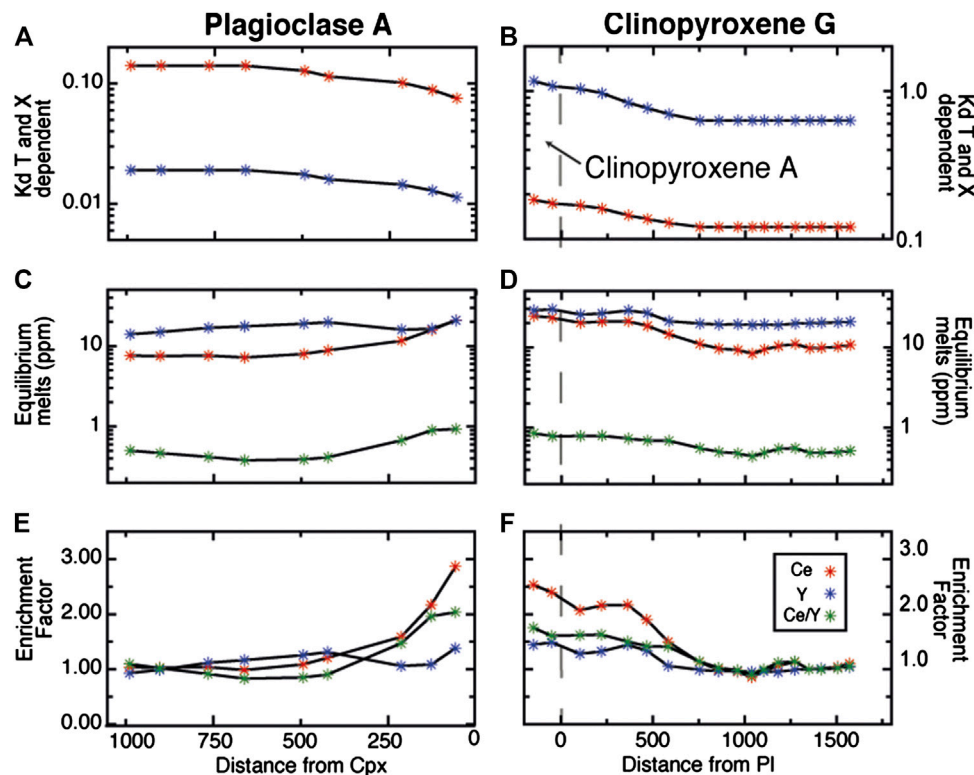 Plagioclase A
Clinopyroxene G
A
B
Kd T and X
dependent
0.10
0.01
Clinopyroxene A
1.0
0.1
Kd T and X
dependent
C
D
Equilibrium
melts (ppm)
10
1
10
1
Equilibrium
melts (ppm)
E
F
Enrichment
Factor
3.00
2.00
1.00
0.00
Ce
Y
Ce/Y
3.0
2.0
1.0
Enrichment
Factor
1000 750 500 250 0
0 500 1000 1500
Distance from Cpx
Distance from Pl